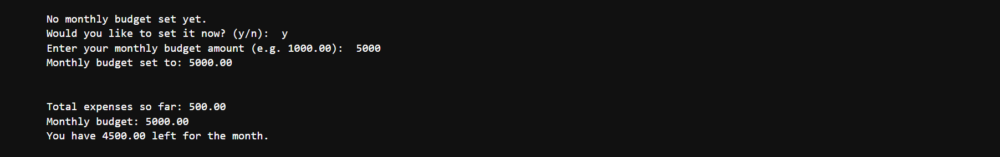 No monthly budget set yet.
Would you like to set it now? (y/n):  y
Enter your monthly budget amount (e.g. 1000.00):  5000
Monthly budget set to: 5000.00
Total expenses so far: 500.00
Monthly budget: 5000.00
You have 4500.00 left for the month.